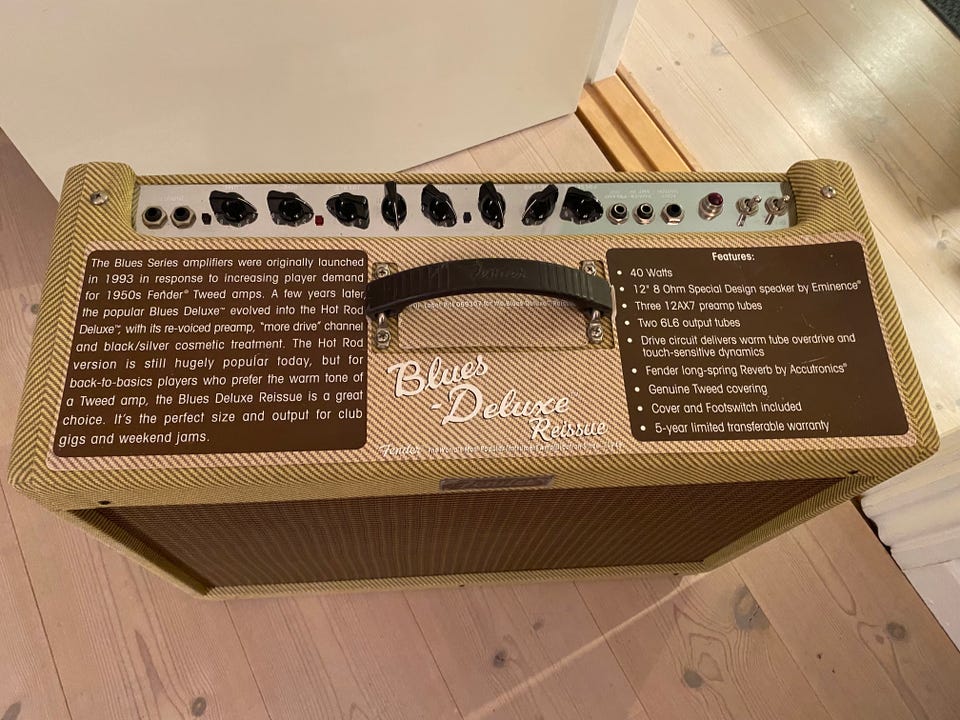 The Blues Series amplifiers were originally launched
in 1993 in response to increasing player demand
for 1950s Fender® Tweed amps. A few years later
the popular Blues Deluxe™ evolved into the Hot Rod
Deluxe™, with its re-voiced preamp, "more drive" channel
and black/silver cosmetic treatment. The Hot Rod
version is still hugely popular today, but for
back-to-basics players who prefer the warm tone of
a Tweed amp, the Blues Deluxe Reissue is a great
choice. It's the perfect size and output for club
gigs and weekend jams.
Fender
Blues
-Deluxe
Reissue
Fender
Features:
• 40 Watts
• 12" 8 Ohm Special Design speaker by Eminence®
• Three 12AX7 preamp tubes
• Two 6L6 output tubes
• Drive circuit delivers warm tube overdrive and
touch-sensitive dynamics
• Fender long-spring Reverb by Accutronics®
• Genuine Tweed covering
• Cover and Footswitch included
• 5-year limited transferable warranty
Fender